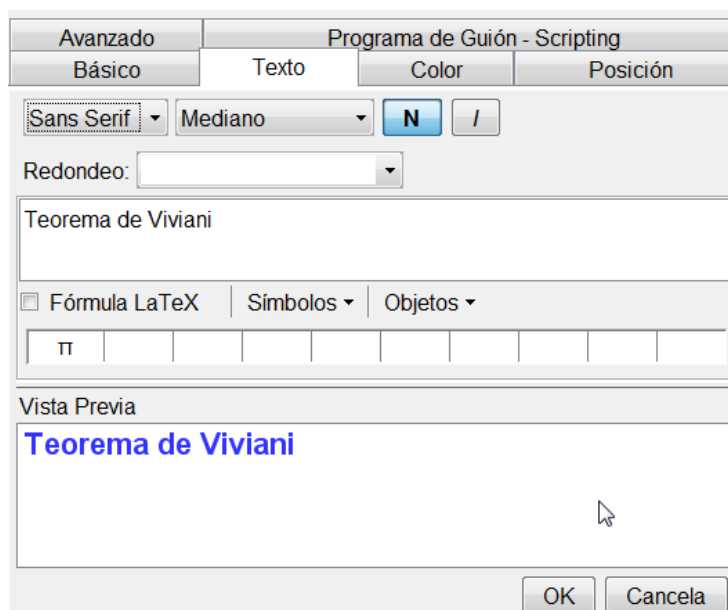 Avanzado Programa de Guión - Scripting
Básico Texto Color Posición
Sans Serif Mediano N I
Redondeo:
Teorema de Viviani
Fórmula LaTeX Símbolos Objetos
π
Vista Previa
Teorema de Viviani
OK Cancela